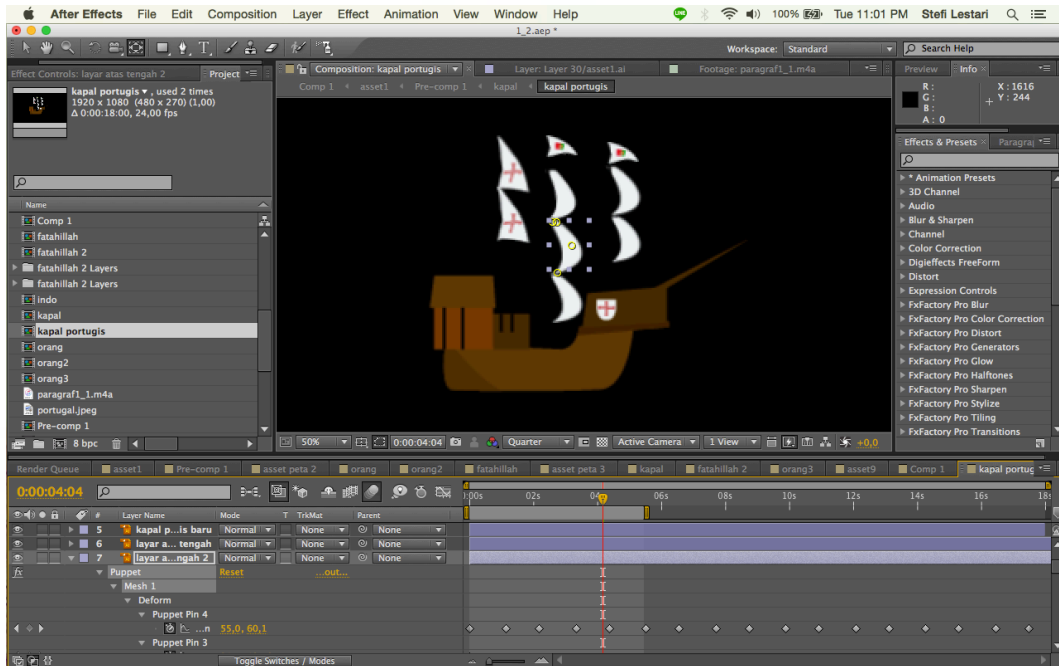 After Effects File Edit Composition Layer Effect Animation View Window Help LINE 100% Tue 11:01 PM Stefi Lestari
1_2.aep *
Workspace: Standard Search Help
Effect Controls: layar atas tengah 2 Project
kapal portugis , used 2 times
1920 x 1080 (480 x 270) (1,00)
Δ 0:00:18:00, 24,00 fps
Name
Comp 1
fatahillah
fatahillah 2
fatahillah 2 Layers
fatahillah 2 Layers
indo
kapal
kapal portugis
orang
orang2
orang3
paragraf1_1.m4a
portugal.jpeg
Pre-comp 1
8 bpc
Composition: kapal portugis Layer: Layer 30/asset1.ai Footage: paragraf1_1.m4a
Comp 1 asset1 Pre-comp 1 kapal kapal portugis
50% 0:00:04:04 Quarter Active Camera 1 View +0,0
Preview Info
R : X : 1616
G : Y : 244
B :
A : 0
Effects & Presets Paragraj
* Animation Presets
3D Channel
Audio
Blur & Sharpen
Channel
Color Correction
Digieffects FreeForm
Distort
Expression Controls
FxFactory Pro Blur
FxFactory Pro Color Correction
FxFactory Pro Distort
FxFactory Pro Generators
FxFactory Pro Glow
FxFactory Pro Halftones
FxFactory Pro Sharpen
FxFactory Pro Stylize
FxFactory Pro Tiling
FxFactory Pro Transitions
Render Queue asset1 Pre-comp 1 asset peta 2 orang orang2 fatahillah asset peta 3 kapal fatahillah 2 orang3 asset9 Comp 1 kapal portug
0:00:04:04 ):00s 02s 04s 06s 08s 10s 12s 14s 16s 18s
# Layer Name Mode T TrkMat Parent
5 kapal p...is baru Normal None None
6 layar a... tengah Normal None None
7 layar a...ngah 2 Normal None None
fx Puppet Reset ...out...
Mesh 1
Deform
Puppet Pin 4
...n 55,0, 60,1
Puppet Pin 3
Toggle Switches / Modes